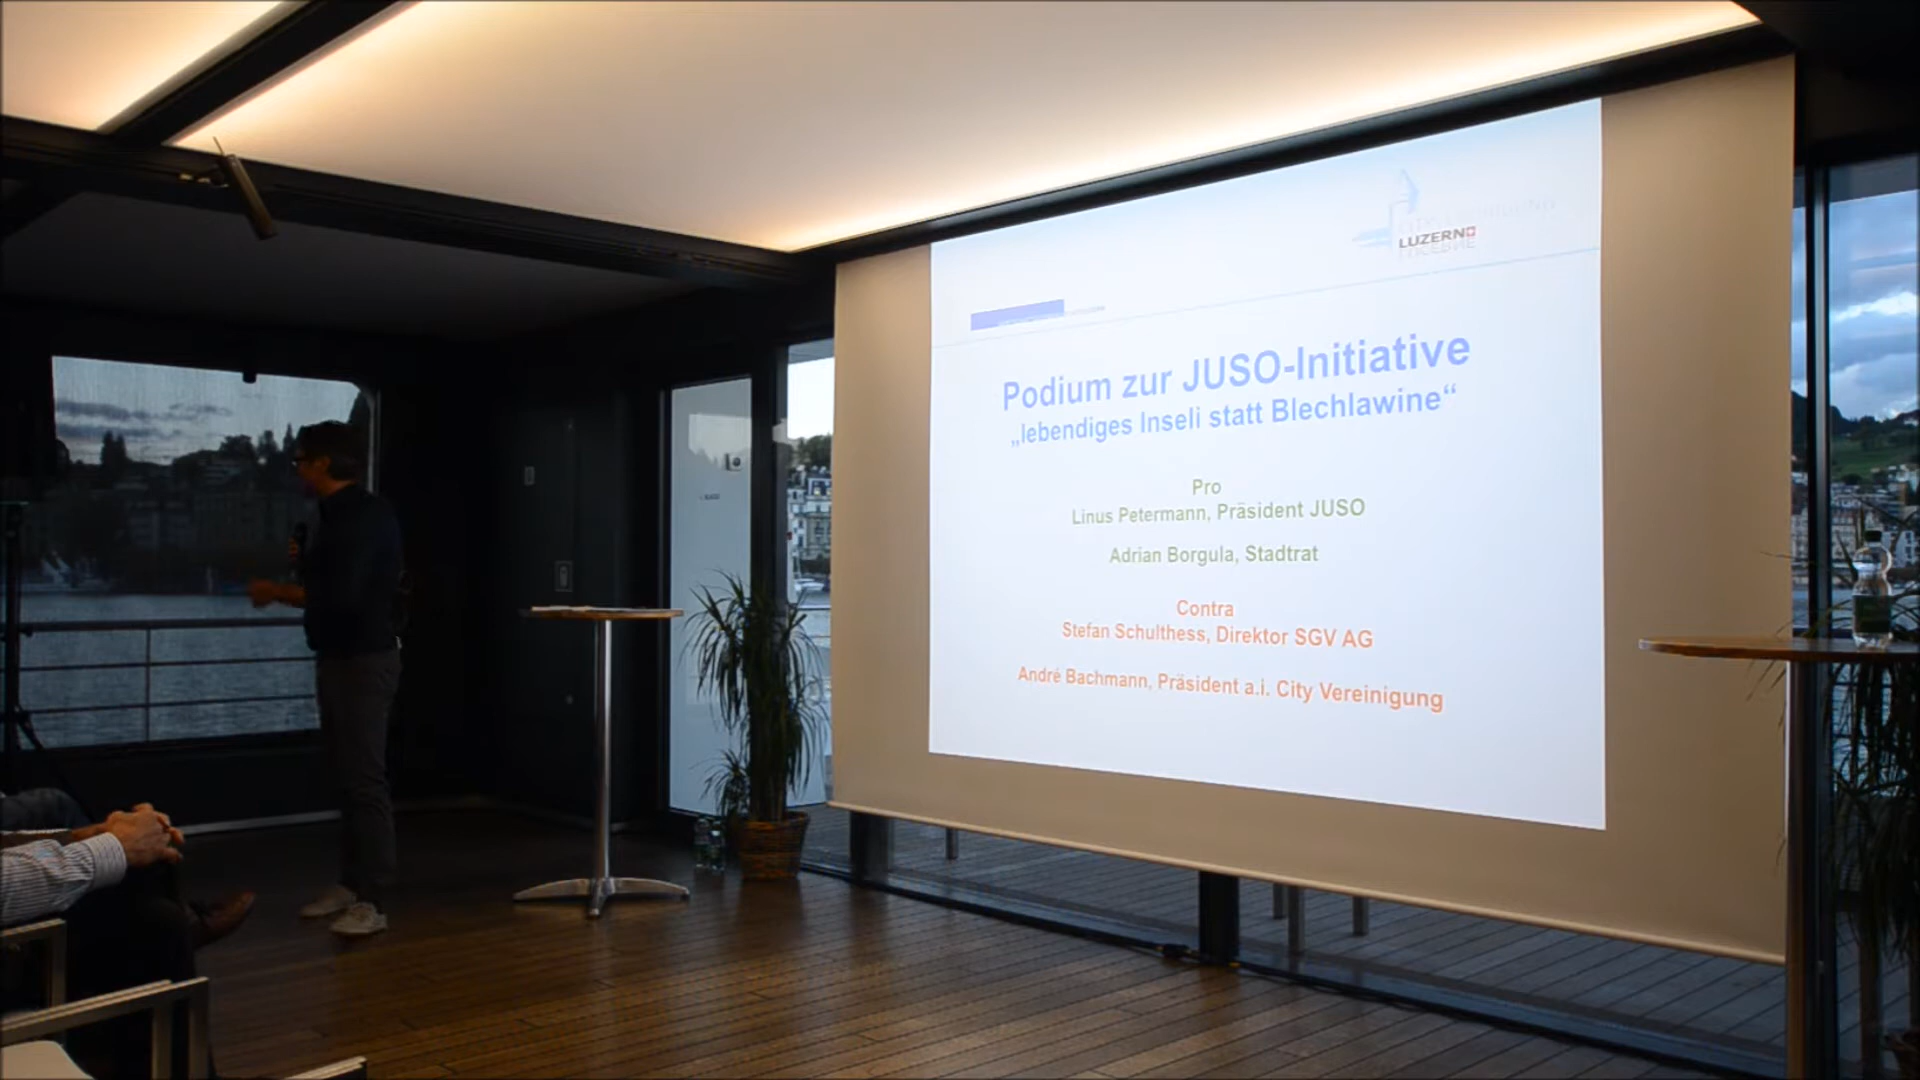 LUZERN
Podium zur JUSO-Initiative
„lebendiges Inseli statt Blechlawine“
Pro
Linus Petermann, Präsident JUSO
Adrian Borgula, Stadtrat
Contra
Stefan Schulthess, Direktor SGV AG
André Bachmann, Präsident a.i. City Vereinigung